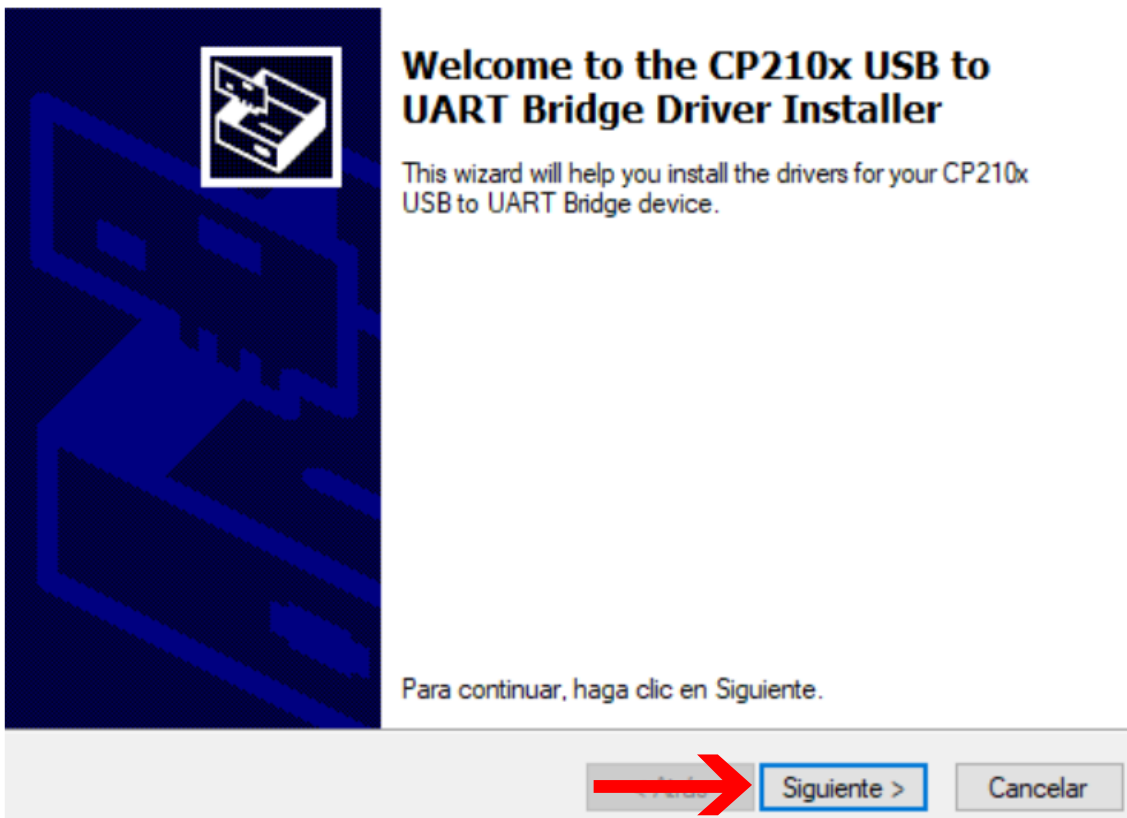 Welcome to the CP210x USB to
UART Bridge Driver Installer
This wizard will help you install the drivers for your CP210x
USB to UART Bridge device.
Para continuar, haga clic en Siguiente.
Siguiente >
Cancelar